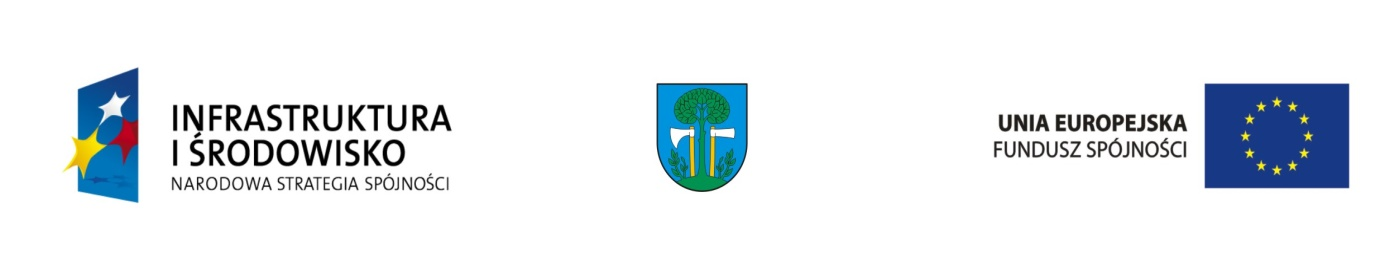 INFRASTRUKTURA
I ŚRODOWISKO
NARODOWA STRATEGIA SPÓJNOŚCI
UNIA EUROPEJSKA
FUNDUSZ SPÓJNOŚCI